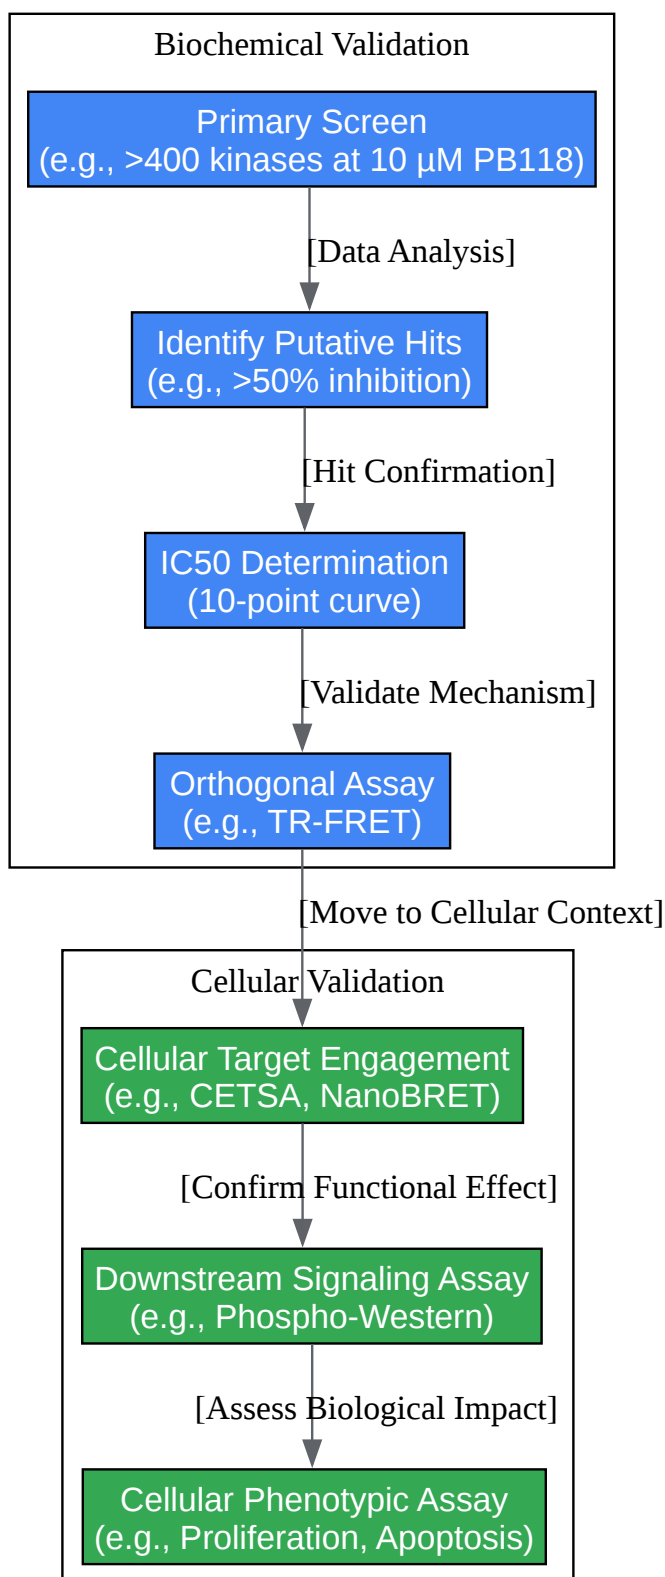 Biochemical Validation
Primary Screen
(e.g., >400 kinases at 10 µM PB118)
[Data Analysis]
Identify Putative Hits
(e.g., >50% inhibition)
[Hit Confirmation]
IC50 Determination
(10-point curve)
[Validate Mechanism]
Orthogonal Assay
(e.g., TR-FRET)
[Move to Cellular Context]
Cellular Validation
Cellular Target Engagement
(e.g., CETSA, NanoBRET)
[Confirm Functional Effect]
Downstream Signaling Assay
(e.g., Phospho-Western)
[Assess Biological Impact]
Cellular Phenotypic Assay
(e.g., Proliferation, Apoptosis)